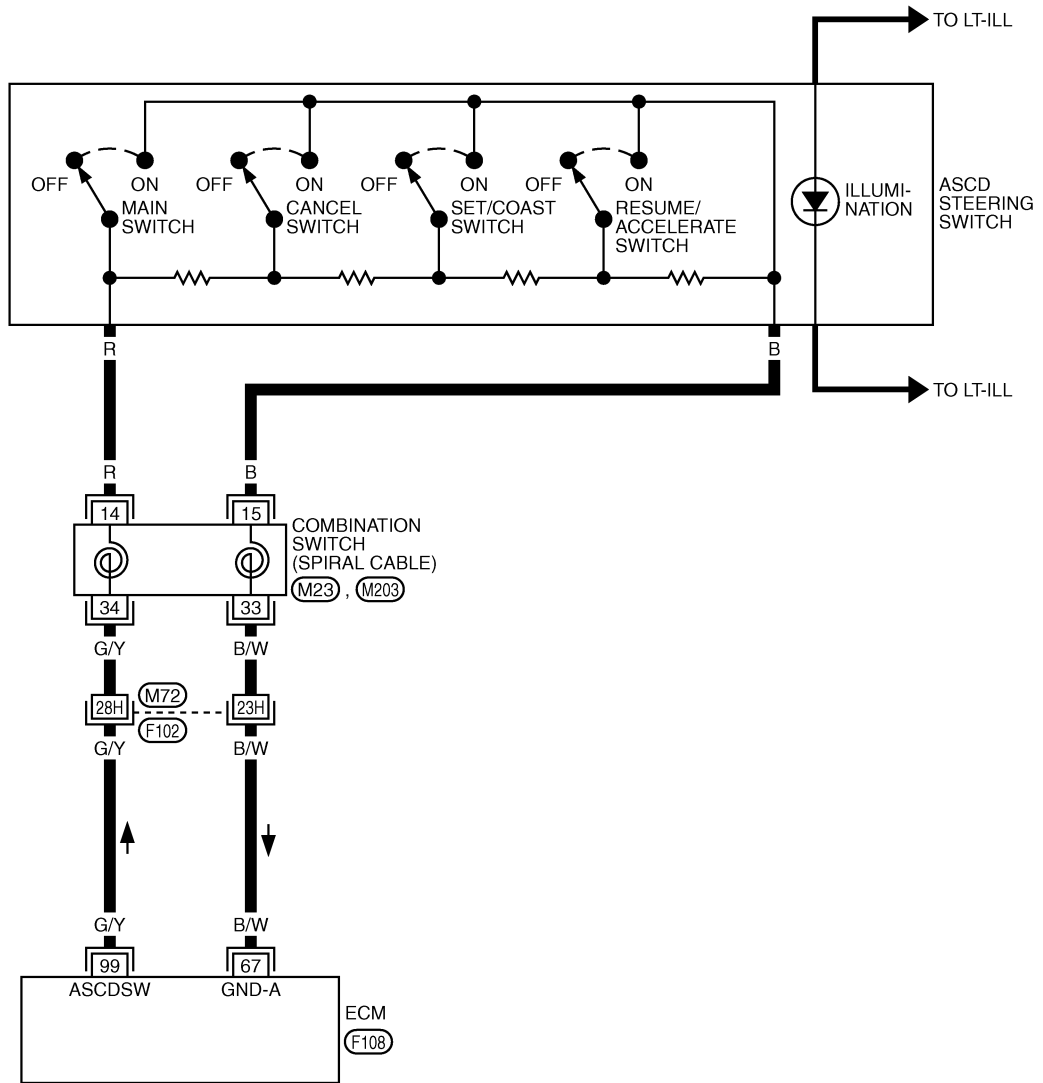 TO LT-ILL
OFF ON OFF ON OFF ON OFF ON
MAIN
SWITCH
CANCEL
SWITCH
SET/COAST
SWITCH
RESUME/
ACCELERATE
SWITCH
ILLUMI-
NATION
ASCD
STEERING
SWITCH
R B
TO LT-ILL
R B
14 15
COMBINATION
SWITCH
(SPIRAL CABLE)
M23 , M203
34 33
G/Y B/W
28H M72 23H
F102
G/Y B/W
G/Y B/W
99 67
ASCDSW GND-A
ECM
F108